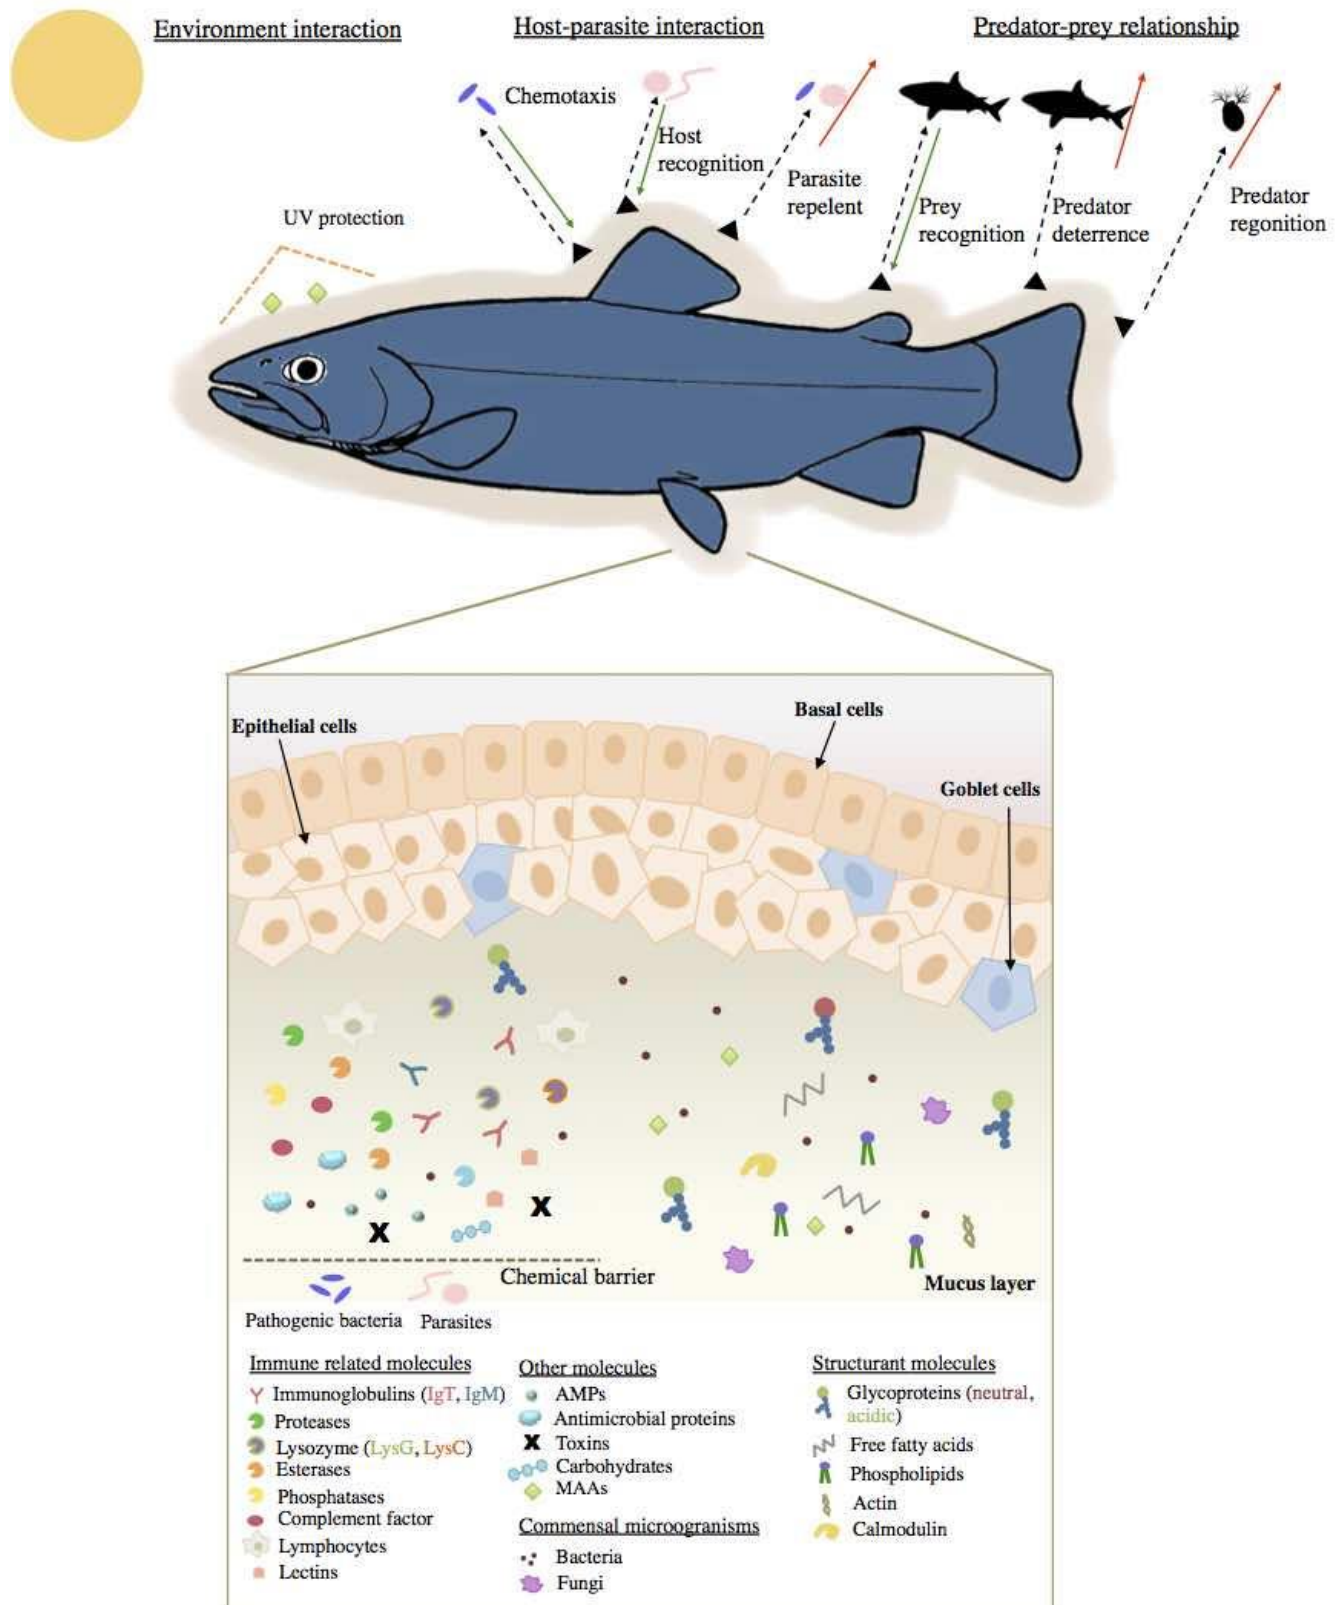 Environment interaction
Host-parasite interaction
Predator-prey relationship
Chemotaxis
Host
recognition
Parasite
repelent
Prey
recognition
Predator
deterrence
Predator
regonition
UV protection
Epithelial cells
Basal cells
Goblet cells
Chemical barrier
Mucus layer
Pathogenic bacteria
Parasites
Immune related molecules
Immunoglobulins (IgT, IgM)
Proteases
Lysozyme (LysG, LysC)
Esterases
Phosphatases
Complement factor
Lymphocytes
Lectins
Other molecules
AMPs
Antimicrobial proteins
Toxins
Carbohydrates
MAAs
Commensal microogranisms
Bacteria
Fungi
Structurant molecules
Glycoproteins (neutral,
acidic)
Free fatty acids
Phospholipids
Actin
Calmodulin